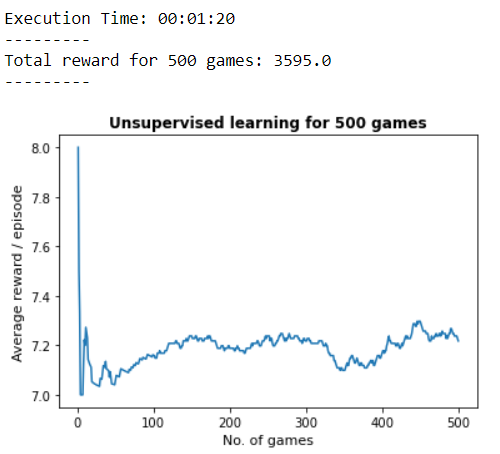 Execution Time: 00:01:20
---------
Total reward for 500 games: 3595.0
---------
Unsupervised learning for 500 games
Average reward / episode
8.0
7.8
7.6
7.4
7.2
7.0
0 100 200 300 400 500
No. of games